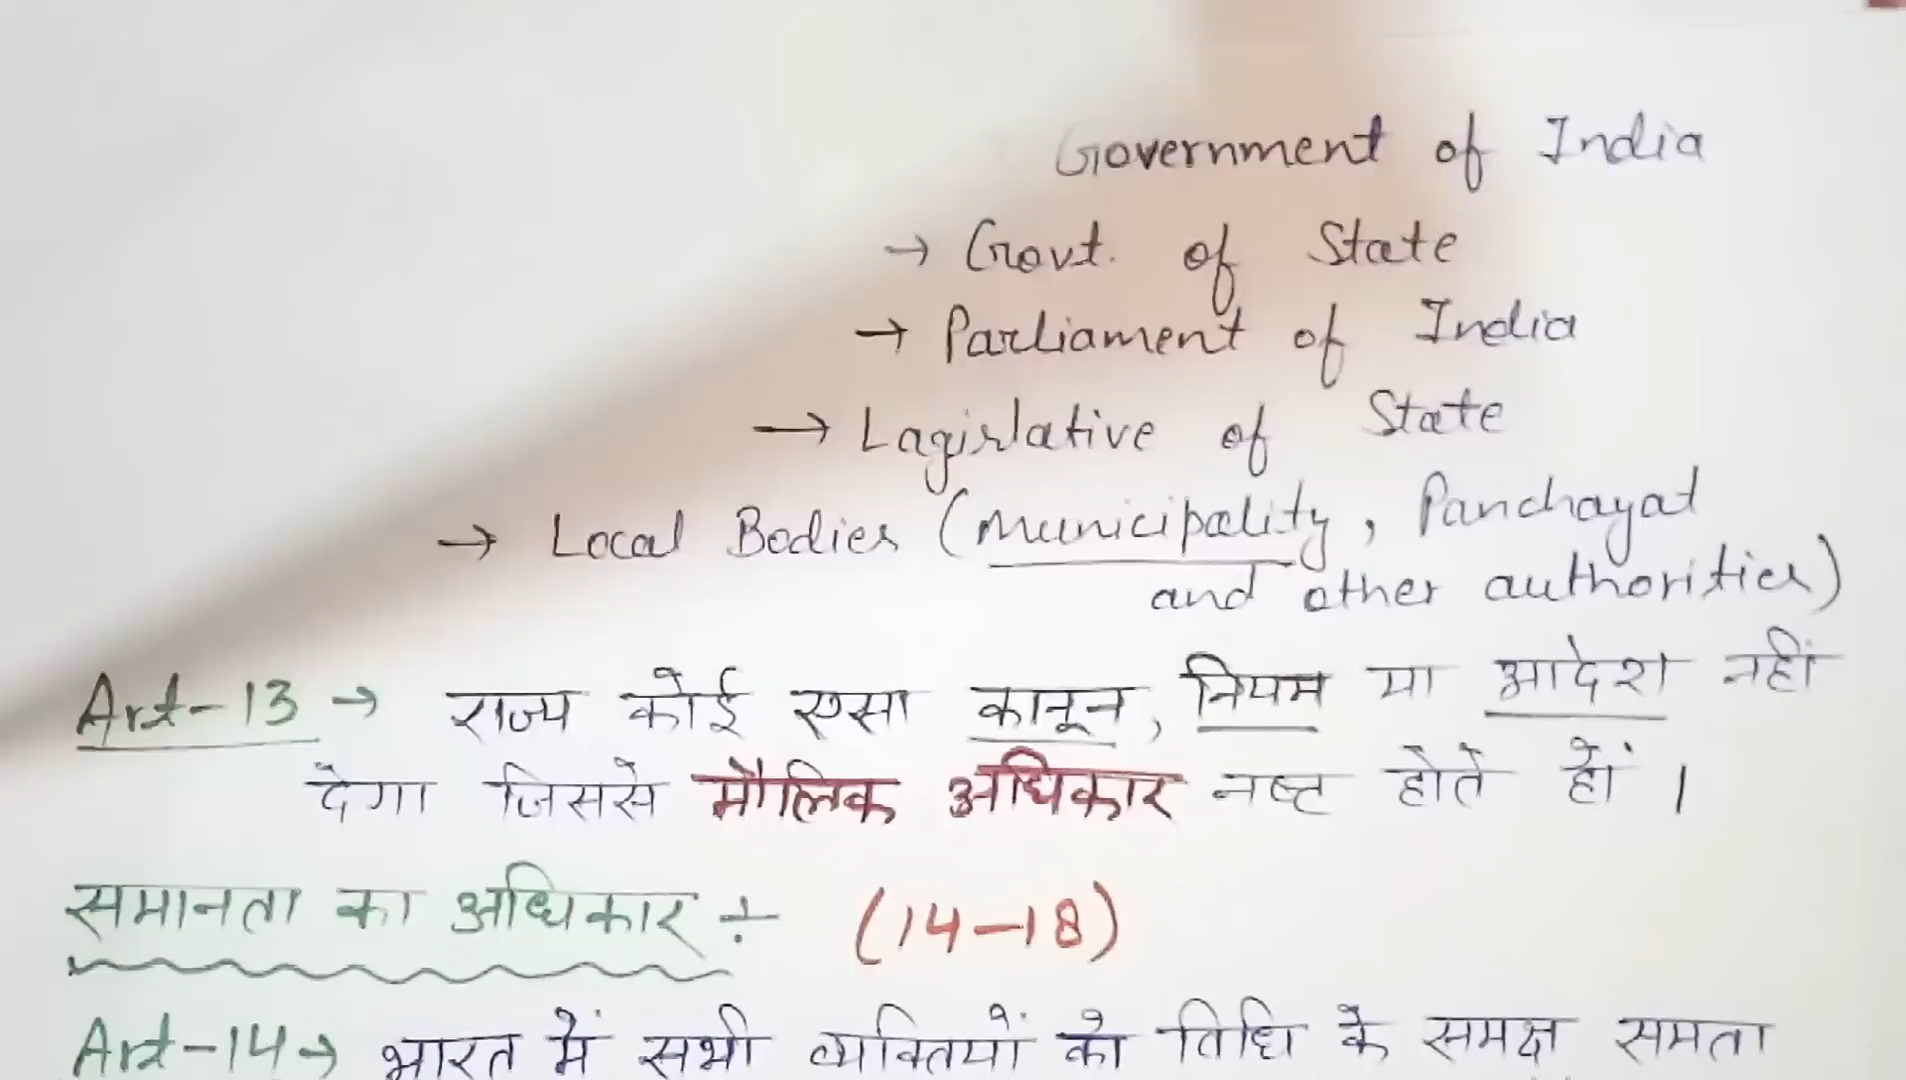 Government of India
→ Govt. of State
→ Parliament of India
→ Lagislative of State
→ Local Bodies (Municipality, Panchayat
and other authorities)
Art-13 → राज्य कोई एसा कानून, नियम या आदेश नहीं
देगा जिससे मौलिक अधिकार नष्ट होते हों ।
समानता का अधिकार ÷ (14-18)
Art-14→ भारत में सभी व्यक्तियों को विधि के समक्ष समता